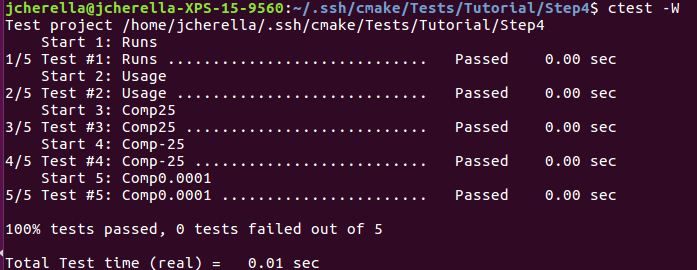 jcherella@jcherella-XPS-15-9560:~/.ssh/cmake/Tests/Tutorial/Step4$ ctest -W
Test project /home/jcherella/.ssh/cmake/Tests/Tutorial/Step4
    Start 1: Runs
1/5 Test #1: Runs .............................   Passed    0.00 sec
    Start 2: Usage
2/5 Test #2: Usage ............................   Passed    0.00 sec
    Start 3: Comp25
3/5 Test #3: Comp25 ...........................   Passed    0.00 sec
    Start 4: Comp-25
4/5 Test #4: Comp-25 ..........................   Passed    0.00 sec
    Start 5: Comp0.0001
5/5 Test #5: Comp0.0001 .......................   Passed    0.00 sec
100% tests passed, 0 tests failed out of 5
Total Test time (real) =   0.01 sec